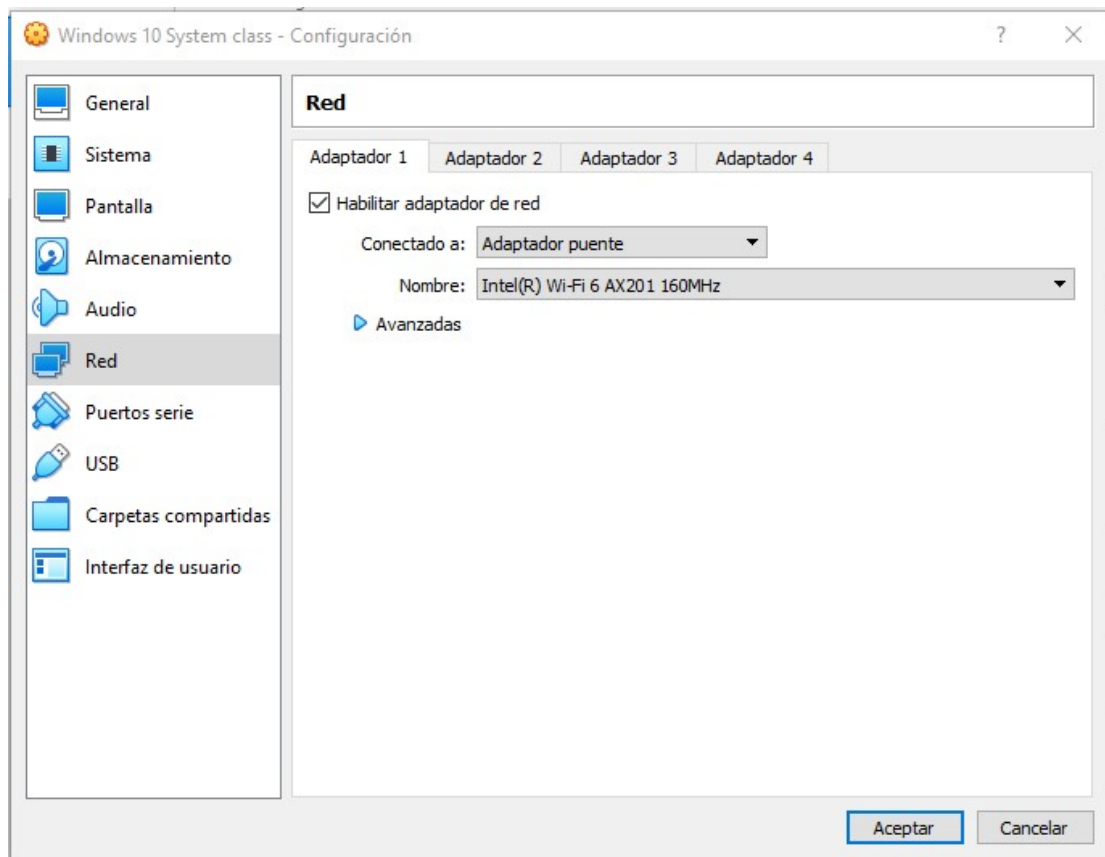 Windows 10 System class - Configuración
?
General
Sistema
Pantalla
Almacenamiento
Audio
Red
Puertos serie
USB
Carpetas compartidas
Interfaz de usuario
Red
Adaptador 1 Adaptador 2 Adaptador 3 Adaptador 4
Habilitar adaptador de red
Conectado a: Adaptador puente
Nombre: Intel(R) Wi-Fi 6 AX201 160MHz
Avanzadas
Aceptar Cancelar